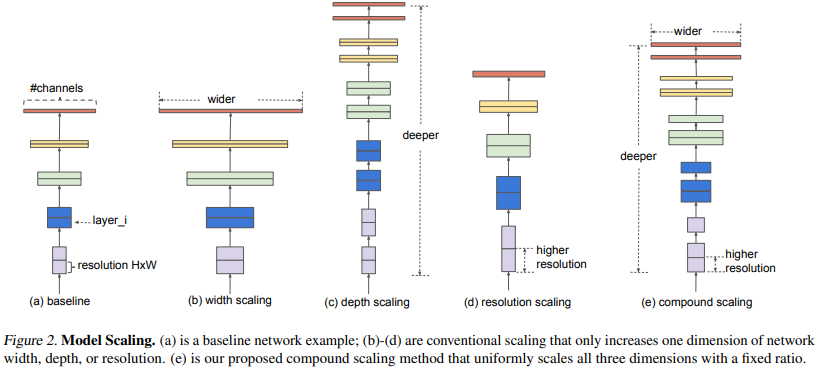 #channels
layer_i
resolution HxW
(a) baseline
wider
(b) width scaling
deeper
(c) depth scaling
higher
resolution
(d) resolution scaling
wider
deeper
higher
resolution
(e) compound scaling
Figure 2. Model Scaling. (a) is a baseline network example; (b)-(d) are conventional scaling that only increases one dimension of network
width, depth, or resolution. (e) is our proposed compound scaling method that uniformly scales all three dimensions with a fixed ratio.